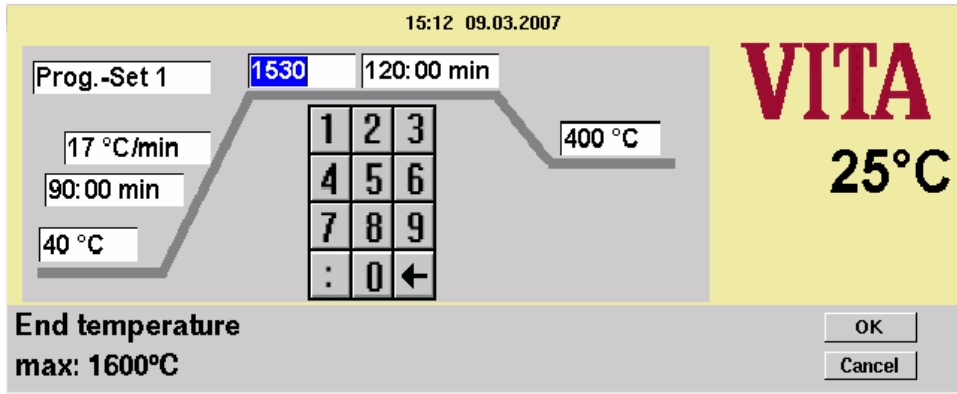 15:12 09.03.2007
Prog.-Set 1
1530
120:00 min
17 °C/min
90:00 min
40 °C
400 °C
1 2 3
4 5 6
7 8 9
: 0 ←
VITA
25°C
End temperature
max: 1600ºC
OK
Cancel